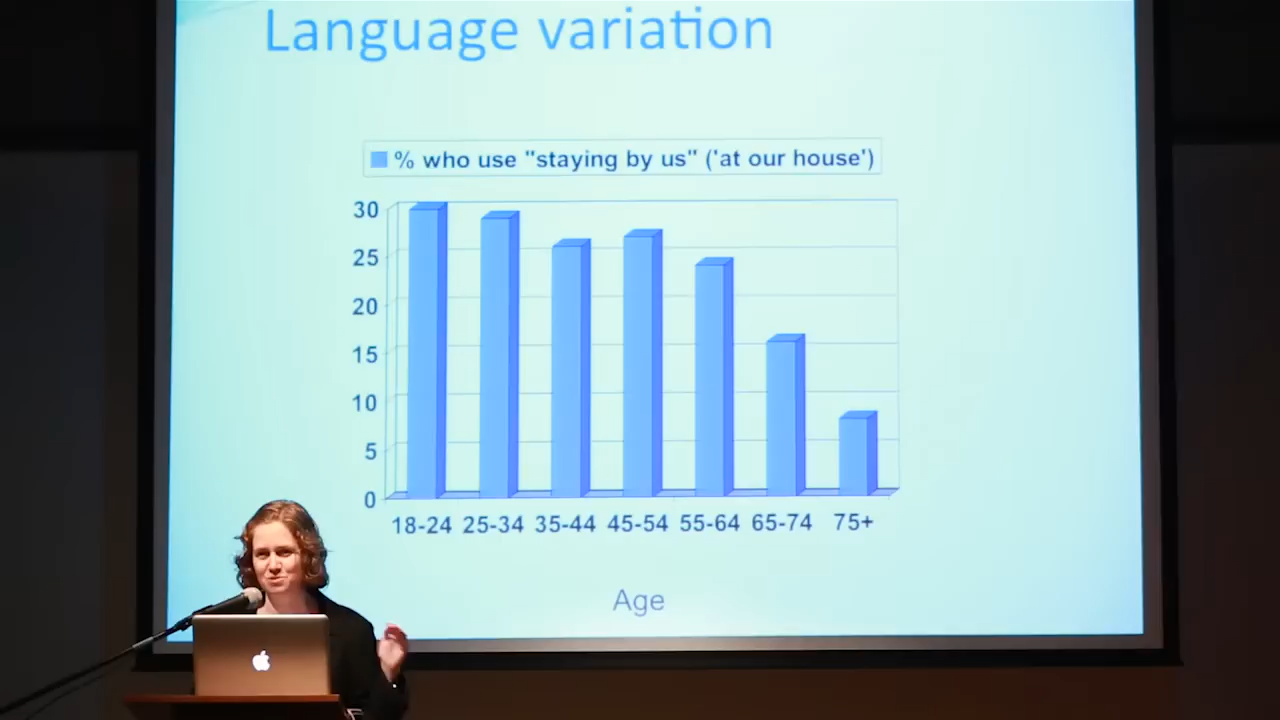 Language variation
% who use "staying by us" ('at our house')
30
25
20
15
10
5
0
18-24 25-34 35-44 45-54 55-64 65-74 75+
Age